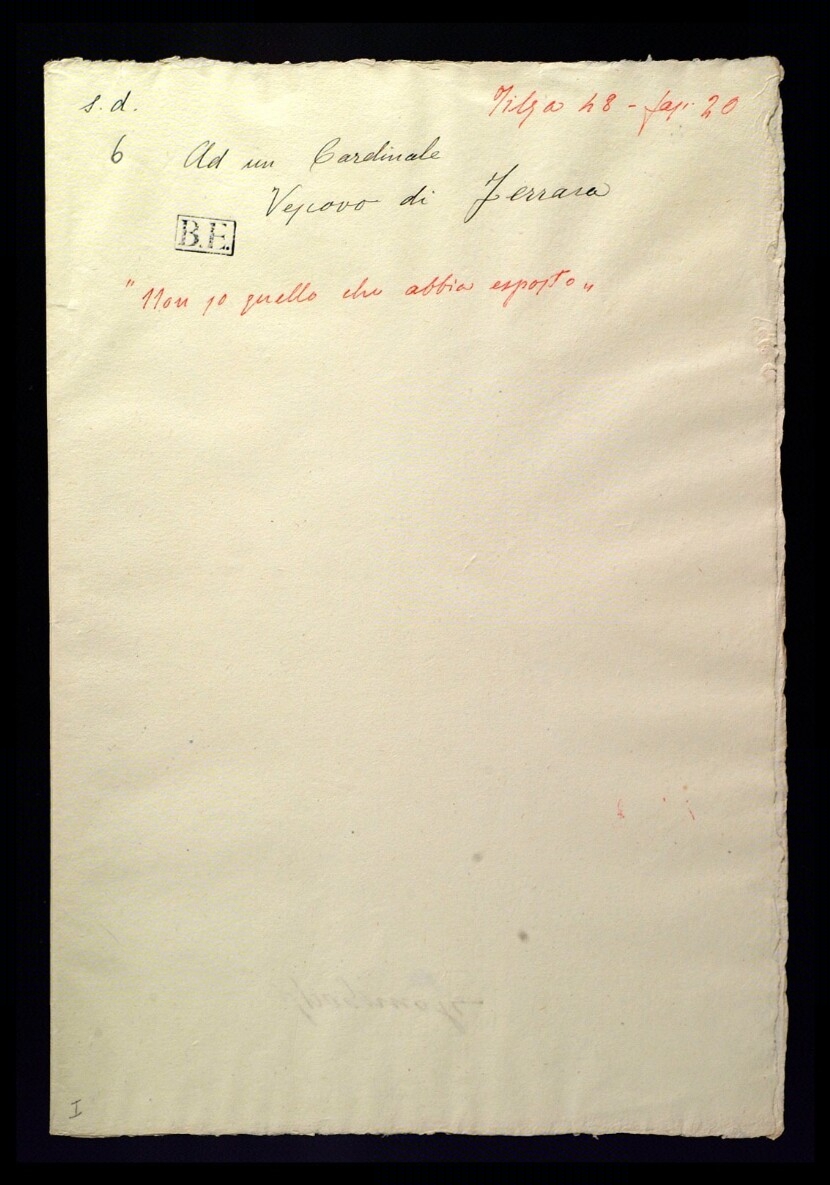 s. d.
Filza 48 - fasc. 20
6 Ad un Cardinale
Vescovo di Ferrara
B.E.
"Non so quello che abbia esposto„
I